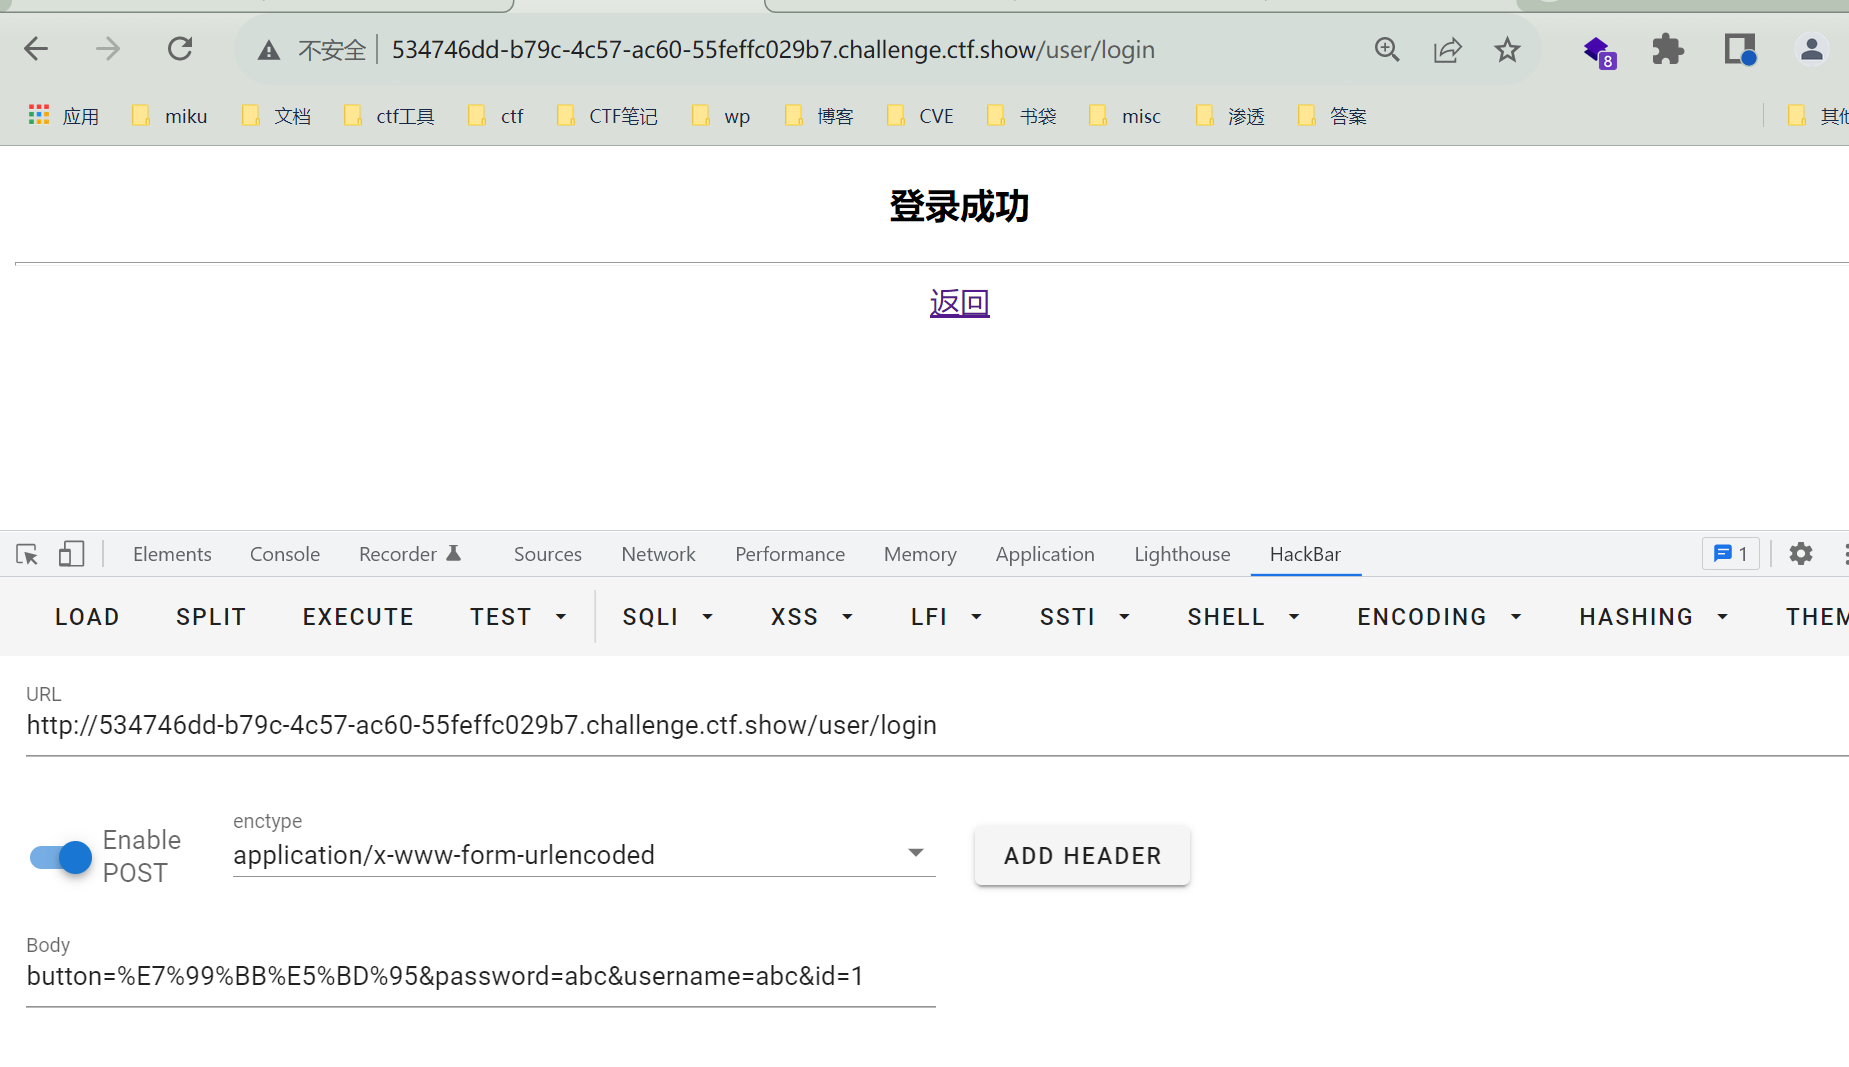 不安全 534746dd-b79c-4c57-ac60-55feffc029b7.challenge.ctf.show/user/login 8
应用 miku 文档 ctf工具 ctf CTF笔记 wp 博客 CVE 书袋 misc 渗透 答案 其他
登录成功
返回
Elements Console Recorder Sources Network Performance Memory Application Lighthouse HackBar 1
LOAD SPLIT EXECUTE TEST SQLI XSS LFI SSTI SHELL ENCODING HASHING THEM
URL
http://534746dd-b79c-4c57-ac60-55feffc029b7.challenge.ctf.show/user/login
Enable POST
enctype
application/x-www-form-urlencoded
ADD HEADER
Body
button=%E7%99%BB%E5%BD%95&password=abc&username=abc&id=1